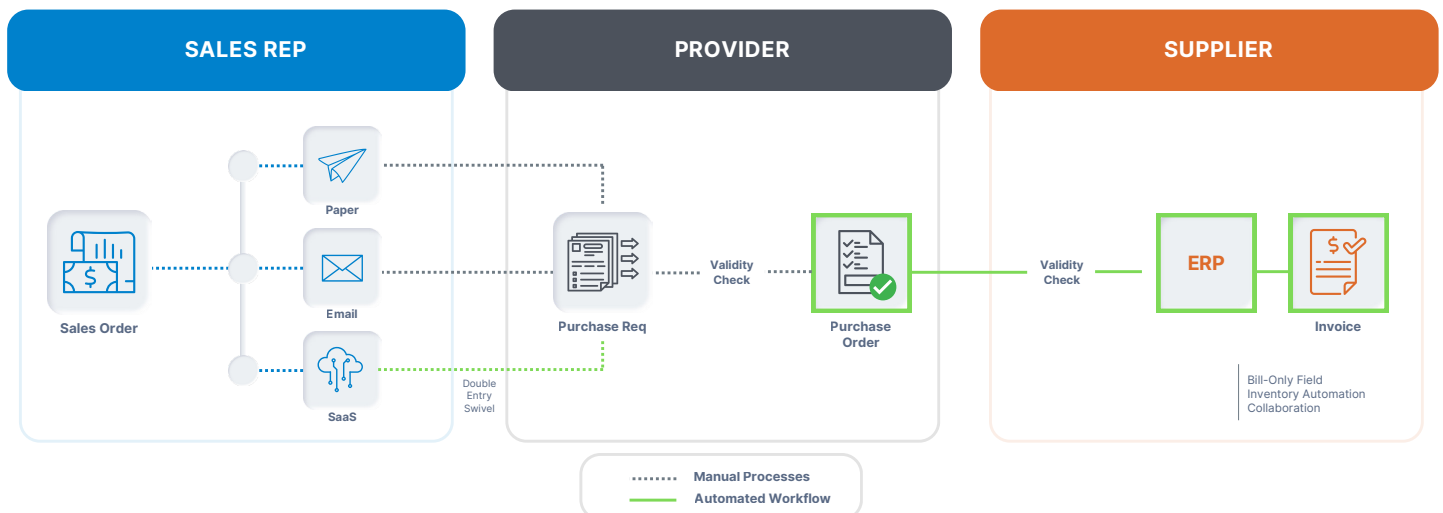 SALES REP
PROVIDER
SUPPLIER
Paper
$
Sales Order
Email
SaaS
Double
Entry
Swivel
Purchase Req
Validity
Check
Purchase
Order
Validity
Check
ERP
$
Invoice
Bill-Only Field
Inventory Automation
Collaboration
Manual Processes
Automated Workflow